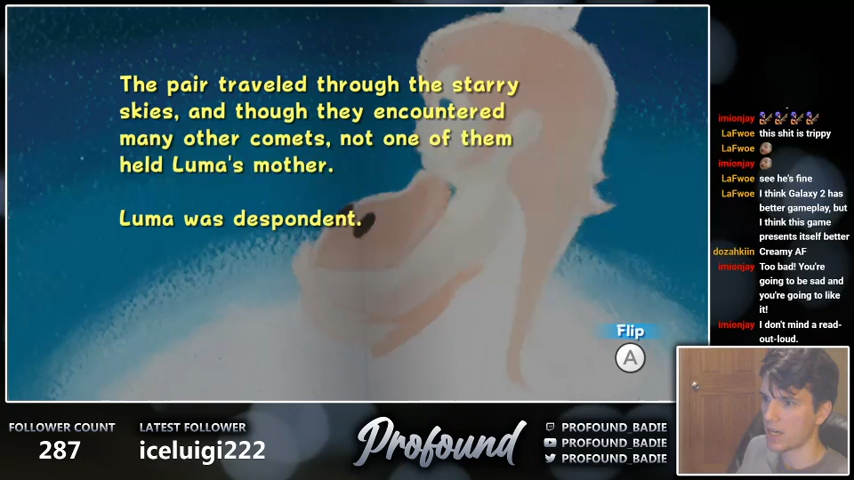 The pair traveled through the starry
skies, and though they encountered
many other comets, not one of them
held Luma's mother.
Luma was despondent.
Flip
A
imionjay
LaFwoe this shit is trippy
LaFwoe
imionjay
LaFwoe see he's fine
LaFwoe I think Galaxy 2 has
better gameplay, but
I think this game
presents itself better
dozahkiin Creamy AF
imionjay Too bad! You're
going to be sad and
you're going to like
it!
imionjay I don't mind a read-
out-loud.
FOLLOWER COUNT
287
LATEST FOLLOWER
iceluigi222
Profound
PROFOUND_BADIE
PROFOUND_BADIE
PROFOUND_BADIE